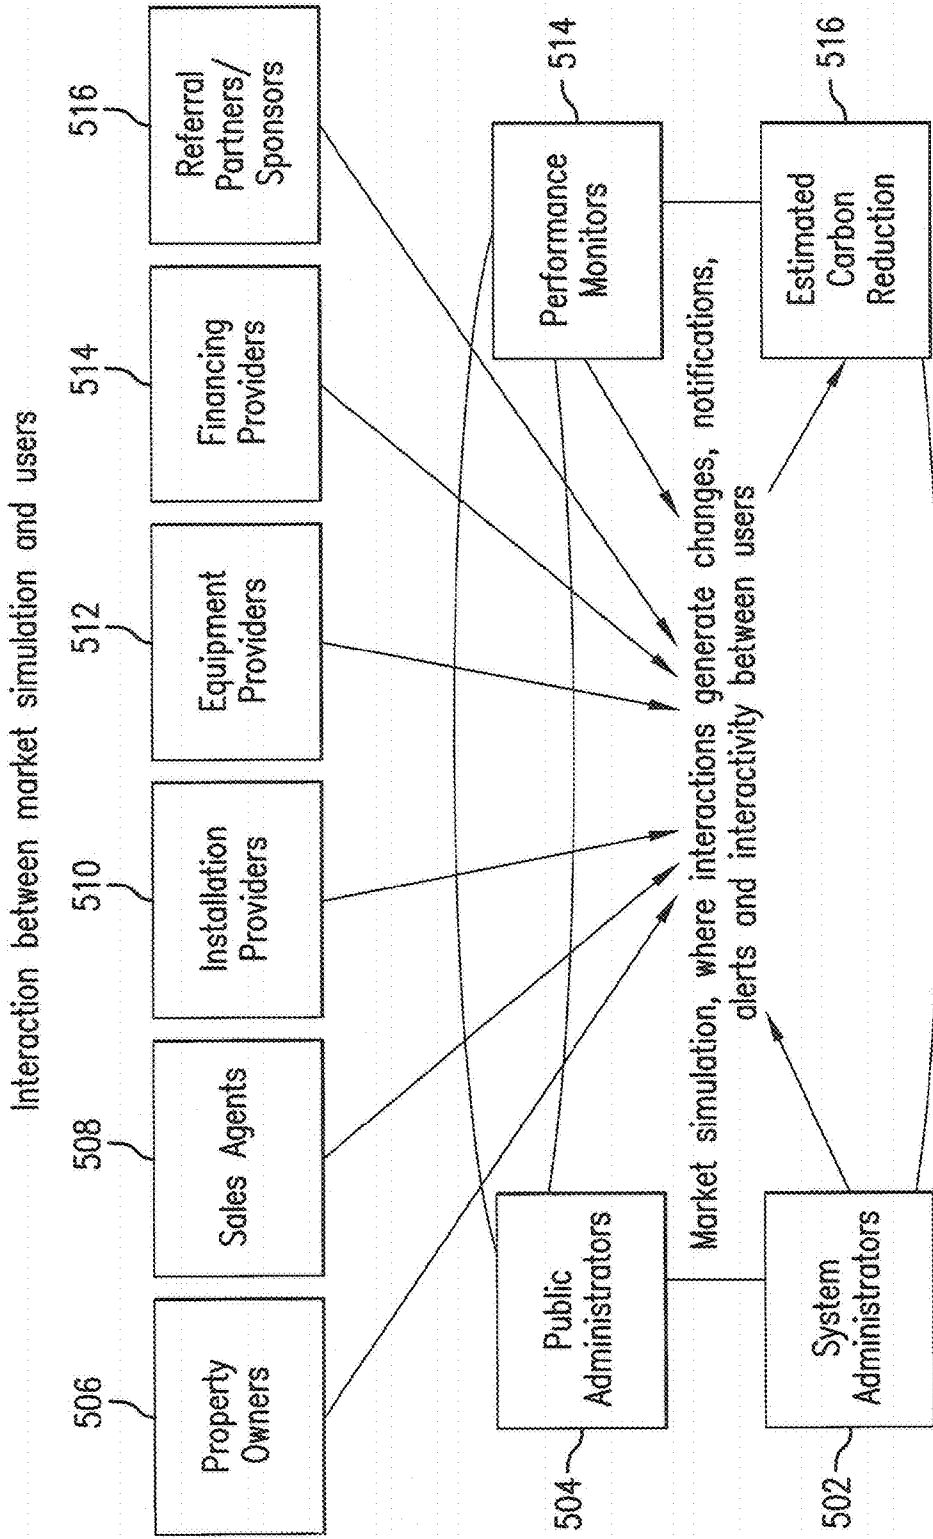 Interaction between market simulation and users
506
508
510
512
514
516
Property
Owners
Sales Agents
Installation
Providers
Equipment
Providers
Financing
Providers
Referral
Partners/
Sponsors
504
Public
Administrators
Performance
Monitors
514
Market simulation, where interactions generate changes, notifications,
alerts and interactivity between users
502
System
Administrators
Estimated
Carbon
Reduction
516